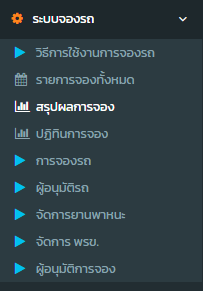 ระบบจองรถ
วิธีการใช้งานการจองรถ
รายการจองทั้งหมด
สรุปผลการจอง
ปฏิทินการจอง
การจองรถ
ผู้อนุมัติรถ
จัดการยานพาหนะ
จัดการ พรข.
ผู้อนุมัติการจอง